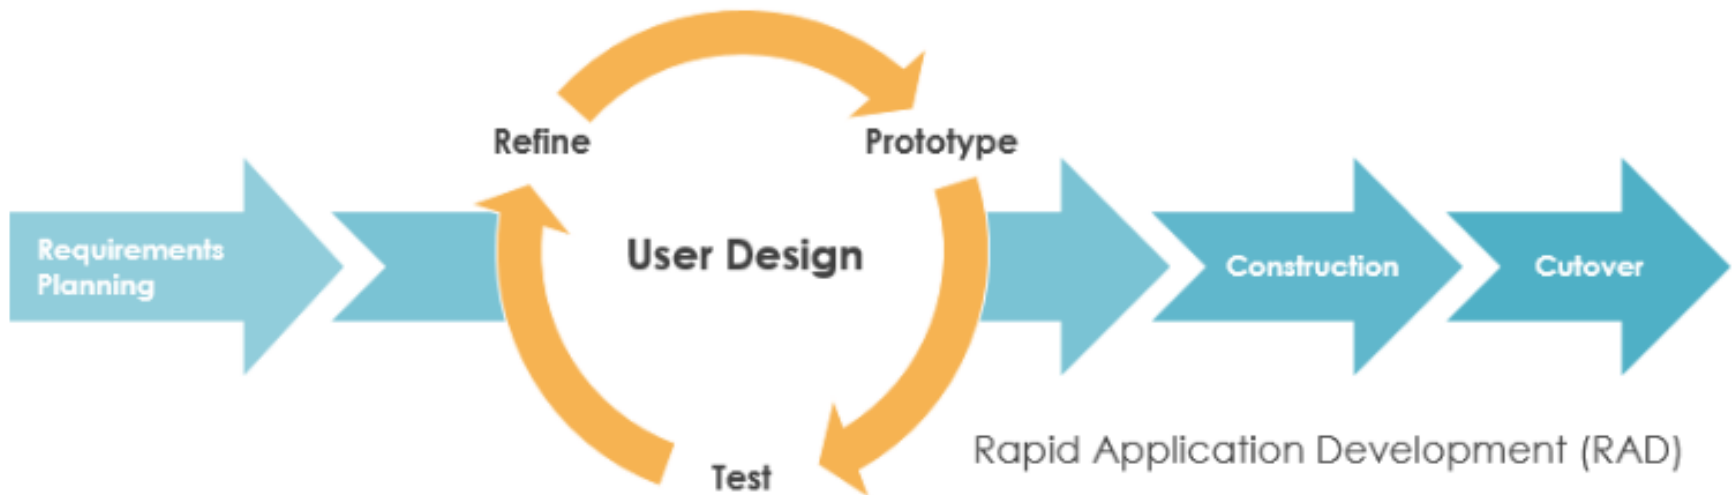 Refine
Prototype
Requirements
Planning
User Design
Construction
Cutover
Test
Rapid Application Development (RAD)